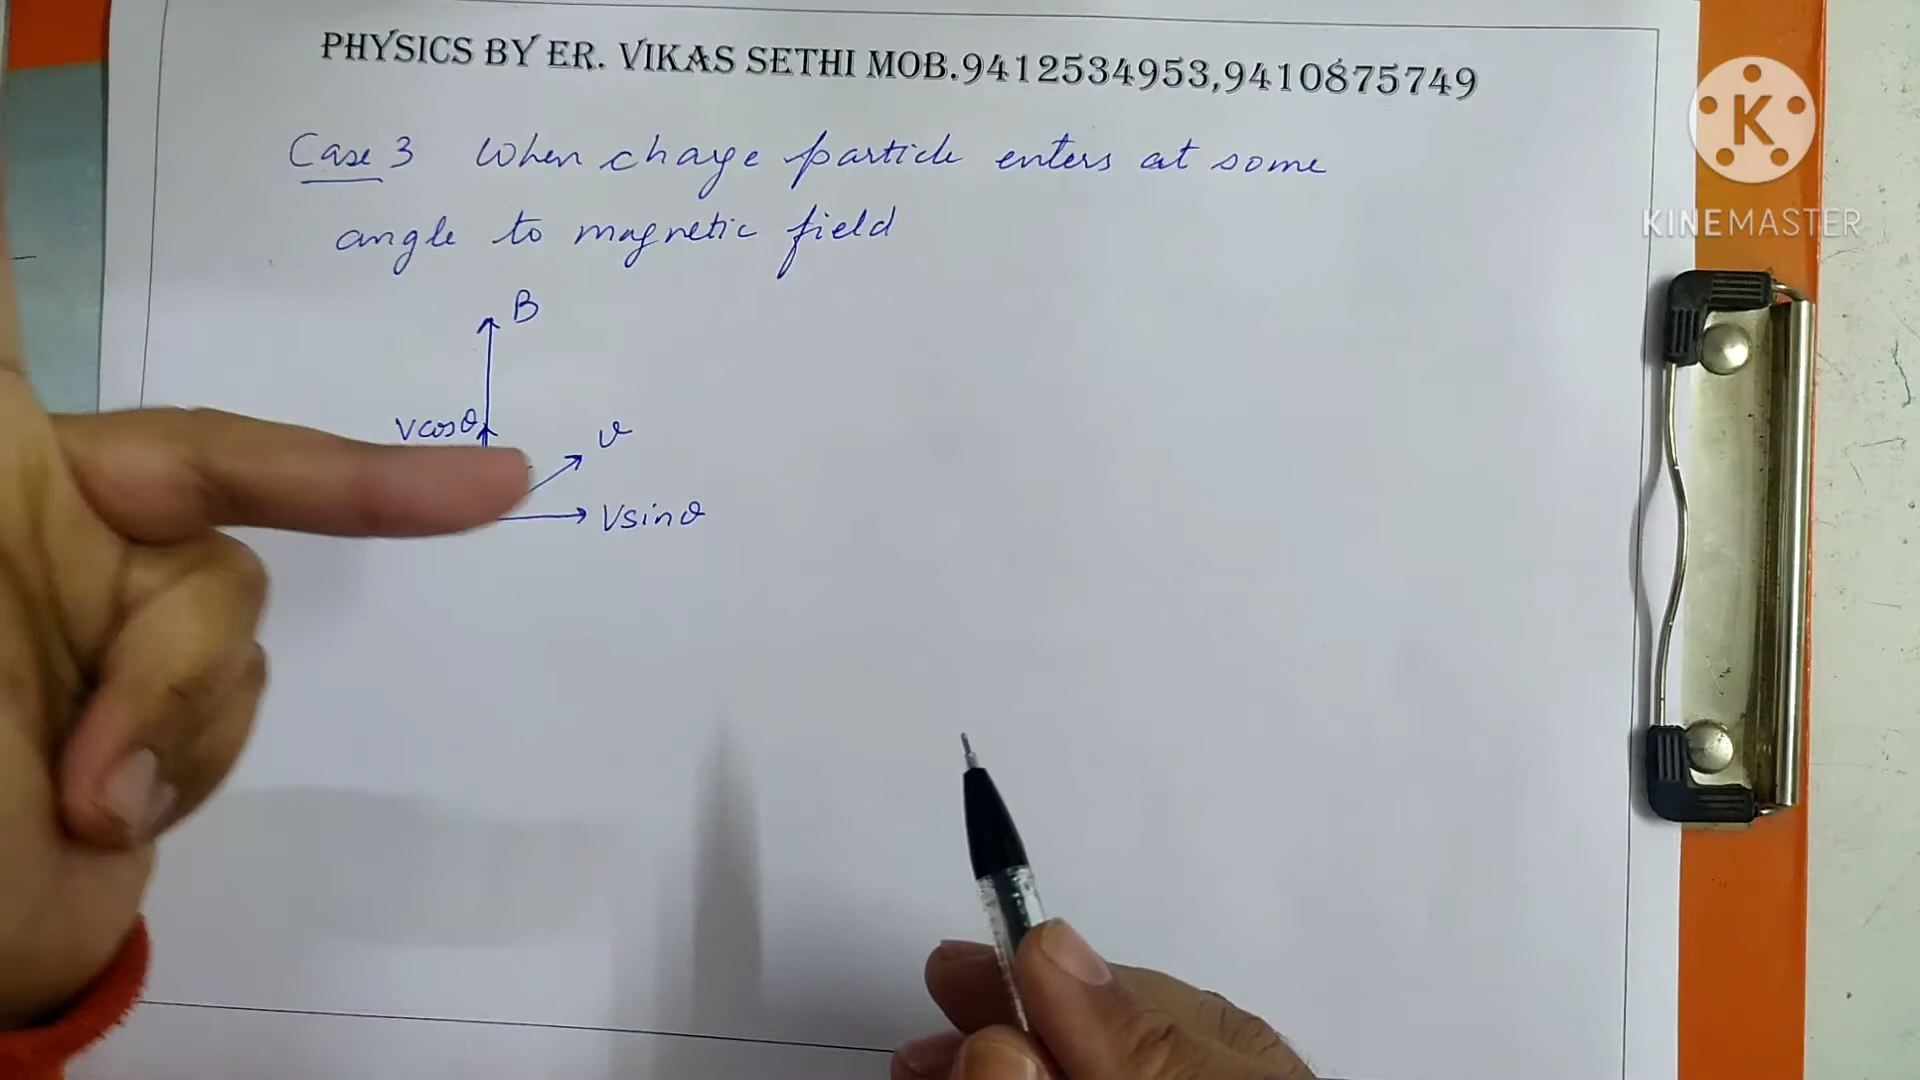 PHYSICS BY ER. VIKAS SETHI MOB.9412534953,9410875749
K
KINEMASTER
Case 3 When charge particle enters at some
angle to magnetic field
B
Vcosθ
v
Vsinθ